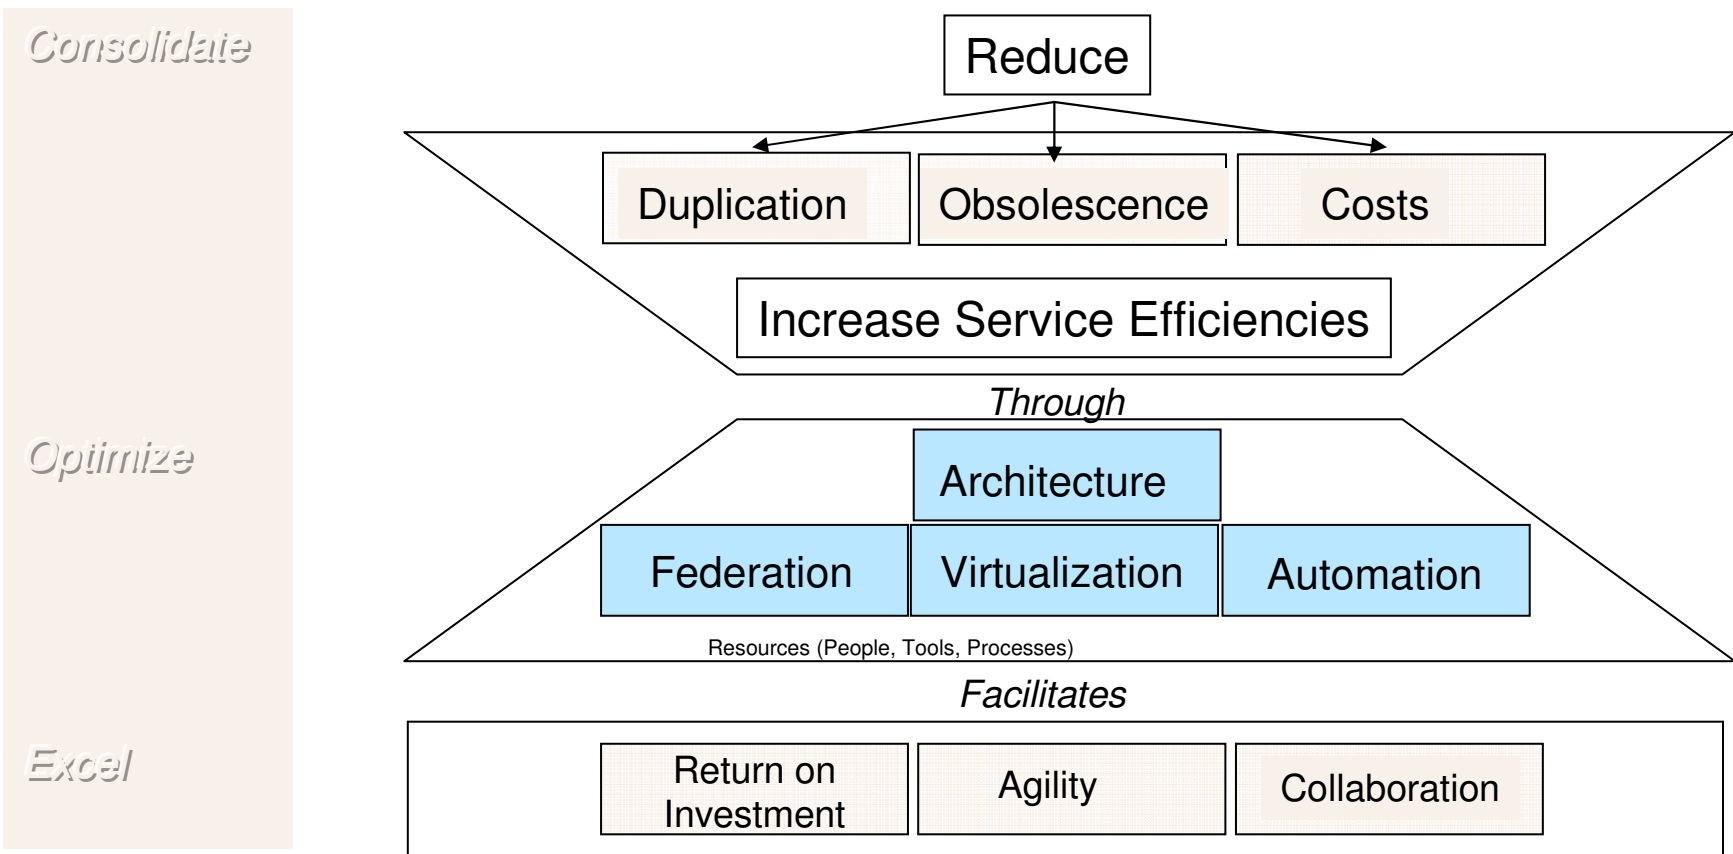 Consolidate
Reduce
Duplication
Obsolescence
Costs
Increase Service Efficiencies
Through
Optimize
Architecture
Federation
Virtualization
Automation
Resources (People, Tools, Processes)
Facilitates
Excel
Return on
Investment
Agility
Collaboration